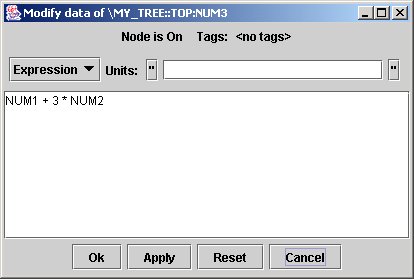 Modify data of \MY_TREE::TOP:NUM3
Node is On Tags: <no tags>
Expression Units: " "
NUM1 + 3 * NUM2
Ok Apply Reset Cancel